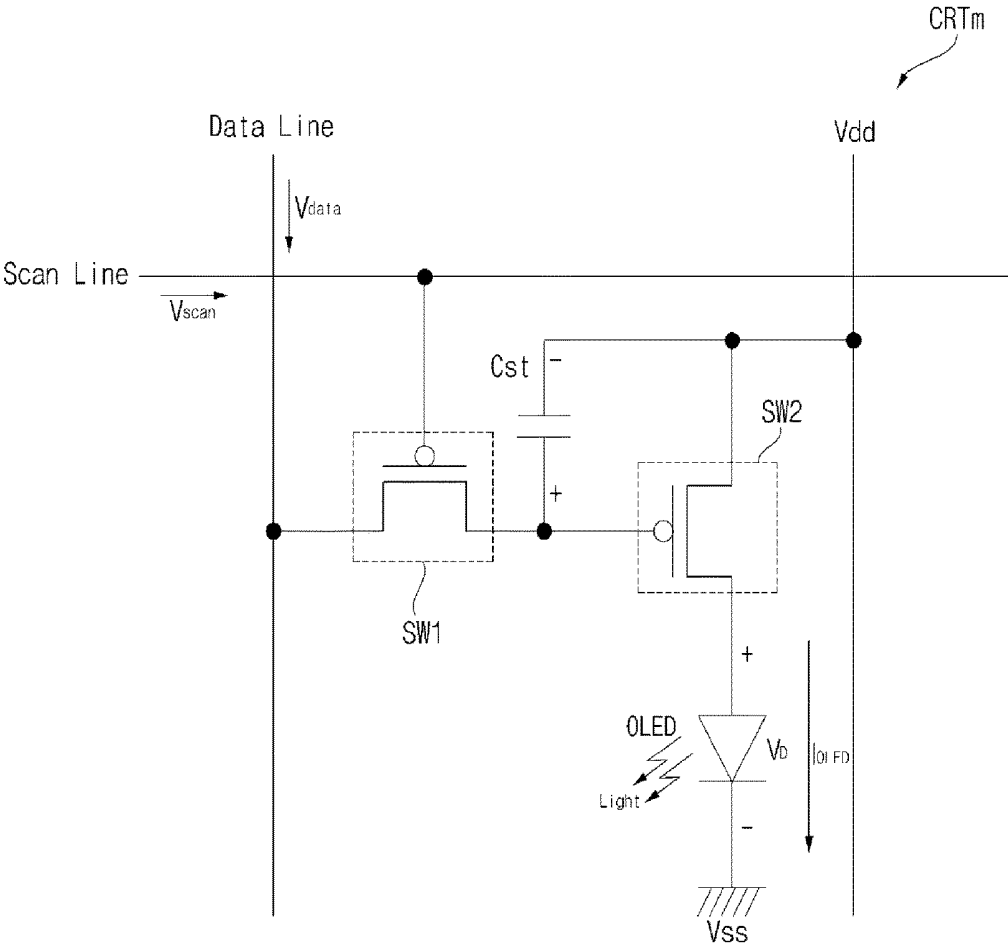 CRTm
Data Line
Vdd
Vdata
Scan Line
Vscan
Cst
−
SW2
+
SW1
+
OLED
VD
IOLED
Light
−
Vss